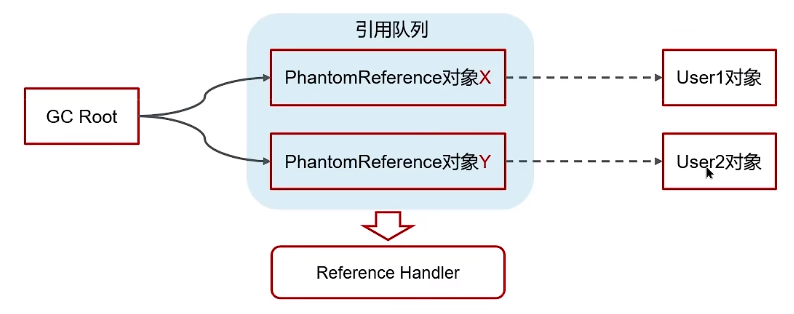 引用队列
PhantomReference对象X
User1对象
GC Root
PhantomReference对象Y
User2对象
Reference Handler